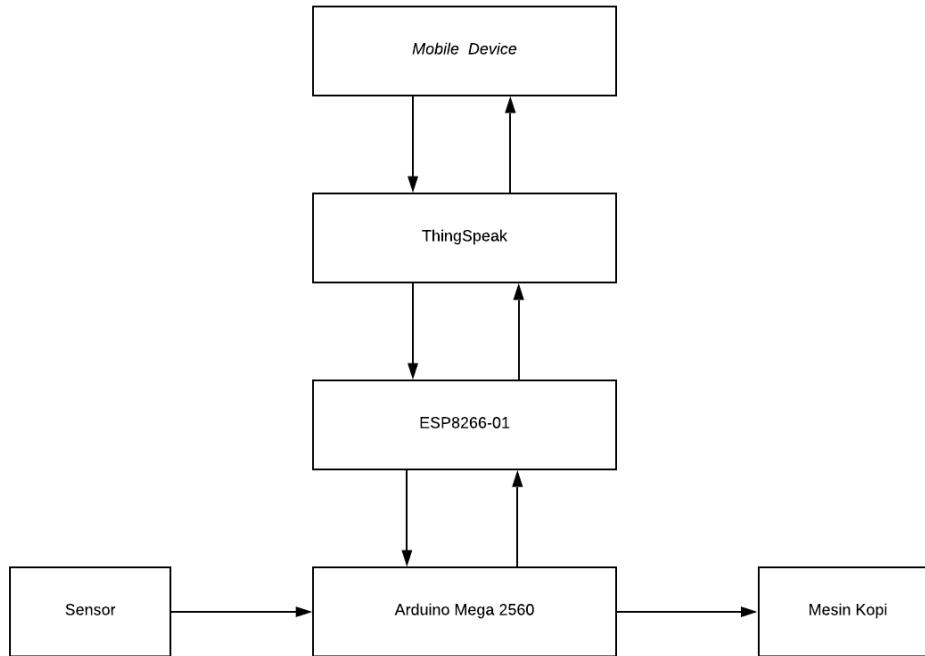 Mobile Device
ThingSpeak
ESP8266-01
Sensor
Arduino Mega 2560
Mesin Kopi